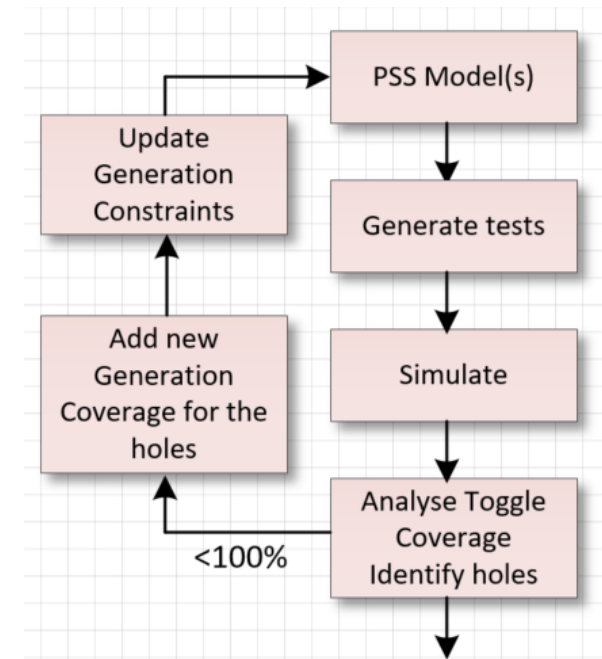 PSS Model(s)
Update
Generation
Constraints
Generate tests
Add new
Generation
Coverage for the
holes
Simulate
Analyse Toggle
Coverage
Identify holes
<100%